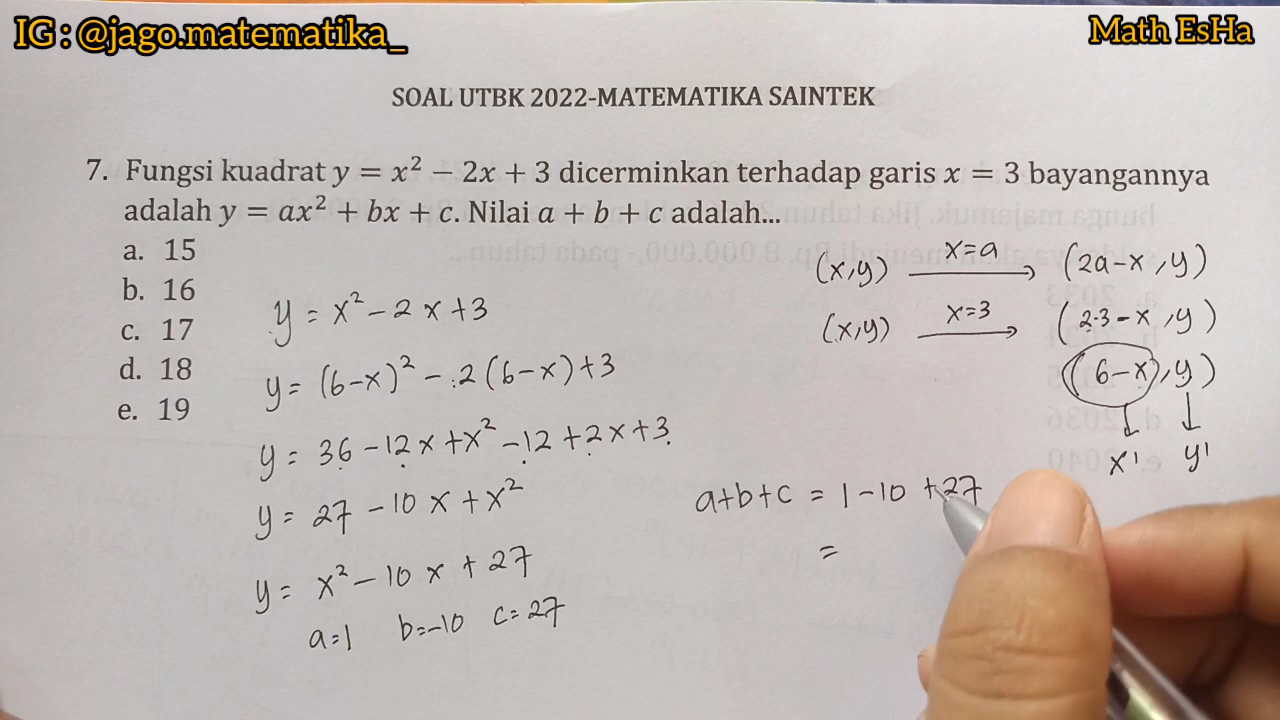 IG : @jago.matematika_
Math EsHa
SOAL UTBK 2022-MATEMATIKA SAINTEK
7. Fungsi kuadrat y = x² − 2x + 3 dicerminkan terhadap garis x = 3 bayangannya
adalah y = ax² + bx + c. Nilai a + b + c adalah...
a. 15
b. 16
c. 17
d. 18
e. 19
y = x² − 2x + 3
y = (6−x)² − 2(6−x) + 3
y = 36 − 12x + x² − 12 + 2x + 3
y = 27 − 10x + x²
y = x² − 10x + 27
a=1 b=−10 c=27
(x,y) x=a (2a−x, y)
(x,y) x=3 (2·3−x, y)
(6−x, y)
x' y'
a+b+c = 1 − 10 + 27
=